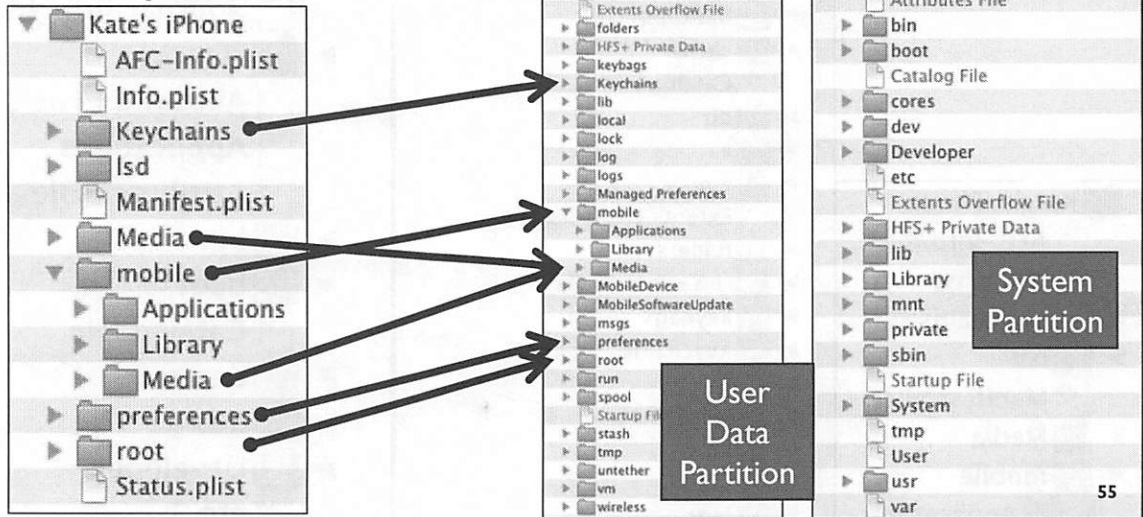 Kate's iPhone
AFC-Info.plist
Info.plist
Keychains
lsd
Manifest.plist
Media
mobile
Applications
Library
Media
preferences
root
Status.plist
Extents Overflow File
folders
HFS+ Private Data
keybags
Keychains
lib
local
lock
log
logs
Managed Preferences
mobile
Applications
Library
Media
MobileDevice
MobileSoftwareUpdate
msgs
preferences
root
run
spool
Startup Fil
stash
tmp
untether
vm
wireless
User
Data
Partition
Attributes File
bin
boot
Catalog File
cores
dev
Developer
etc
Extents Overflow File
HFS+ Private Data
lib
Library
mnt
private
sbin
Startup File
System
tmp
User
usr
var
System
Partition
55